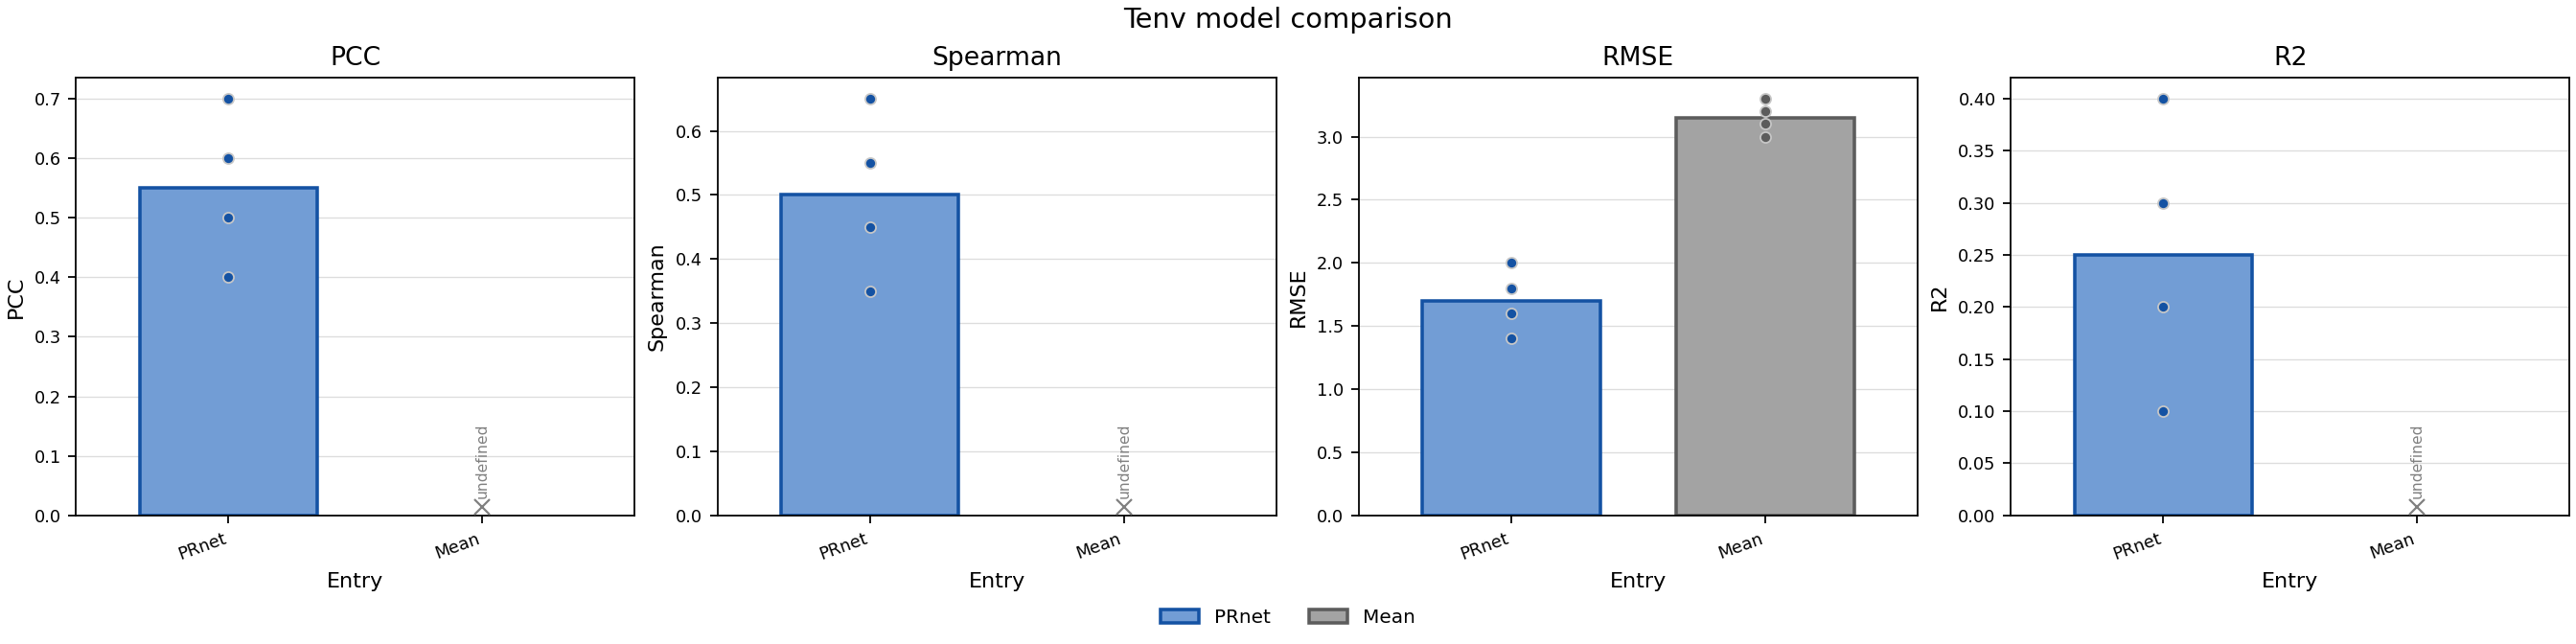 Tenv model comparison
PCC
0.7
0.6
0.5
0.4
0.3
0.2
0.1
0.0
PCC
undefined
PRnet
Mean
Entry
Spearman
0.6
0.5
0.4
0.3
0.2
0.1
0.0
Spearman
undefined
PRnet
Mean
Entry
RMSE
3.0
2.5
2.0
1.5
1.0
0.5
0.0
RMSE
PRnet
Mean
Entry
R2
0.40
0.35
0.30
0.25
0.20
0.15
0.10
0.05
0.00
R2
undefined
PRnet
Mean
Entry
PRnet
Mean